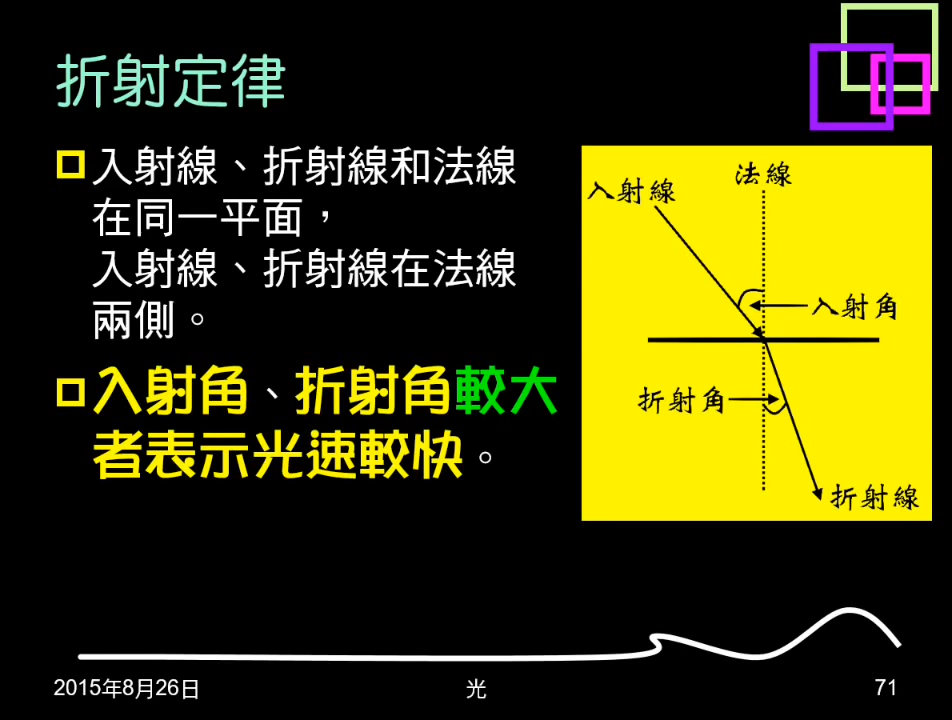 折射定律
入射線、折射線和法線
在同一平面，
入射線、折射線在法線
兩側。
入射角、折射角較大
者表示光速較快。
法線
入射線
入射角
折射角
折射線
2015年8月26日
光
71